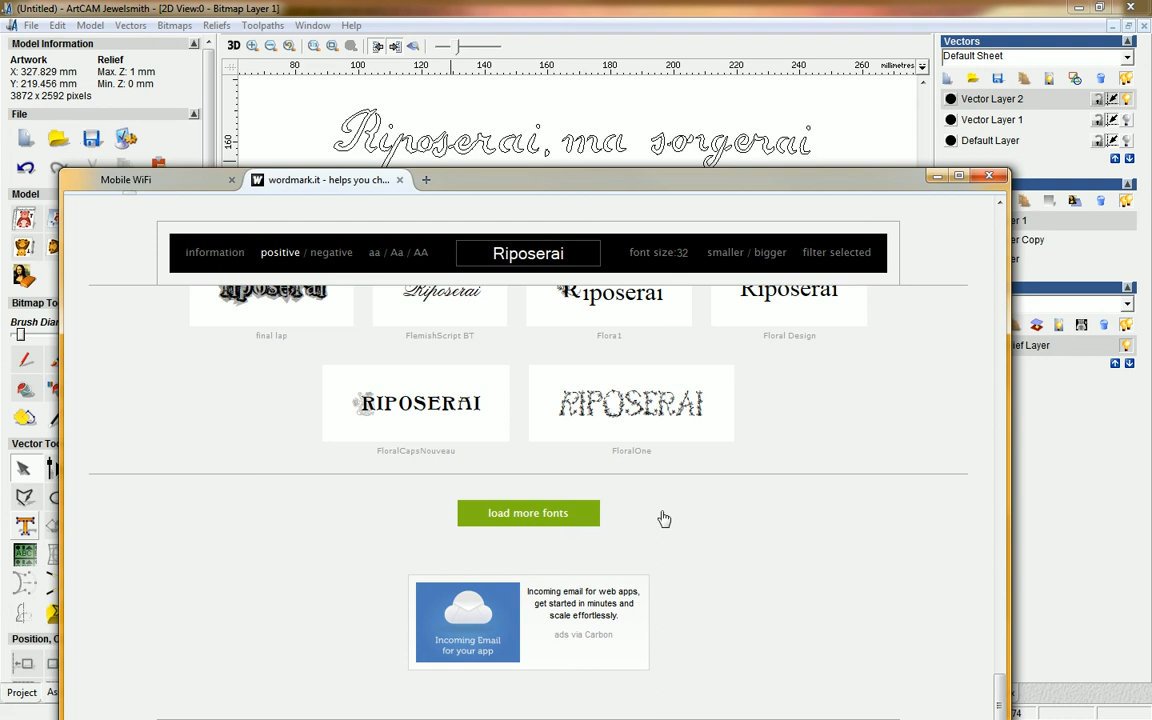 (Untitled) - ArtCAM Jewelsmith - [2D View:0 - Bitmap Layer 1]
File Edit Model Vectors Bitmaps Reliefs Toolpaths Window Help
Model Information
Artwork Relief
X: 327.829 mm Max. Z: 1 mm
Y: 219.456 mm Min. Z: 0 mm
3872 x 2592 pixels
File
Model
Bitmap To
Brush Diar
Vector Too
Position, C
Project As
3D
80 100 120 140 160 180 200 220 240 260 millimetres
160
Riposerai, ma sorgerai
Vectors
Default Sheet
Vector Layer 2
Vector Layer 1
Default Layer
er 1
r Copy
er
ief Layer
74
Mobile WiFi
wordmark.it - helps you ch...
information positive / negative aa / Aa / AA Riposerai font size:32 smaller / bigger filter selected
Riposerai Riposerai Riposerai Riposerai
final lap FlemishScript BT Flora1 Floral Design
RIPOSERAI RIPOSERAI
FloralCapsNouveau FloralOne
load more fonts
Incoming Email
for your app
Incoming email for web apps,
get started in minutes and
scale effortlessly.
ads via Carbon